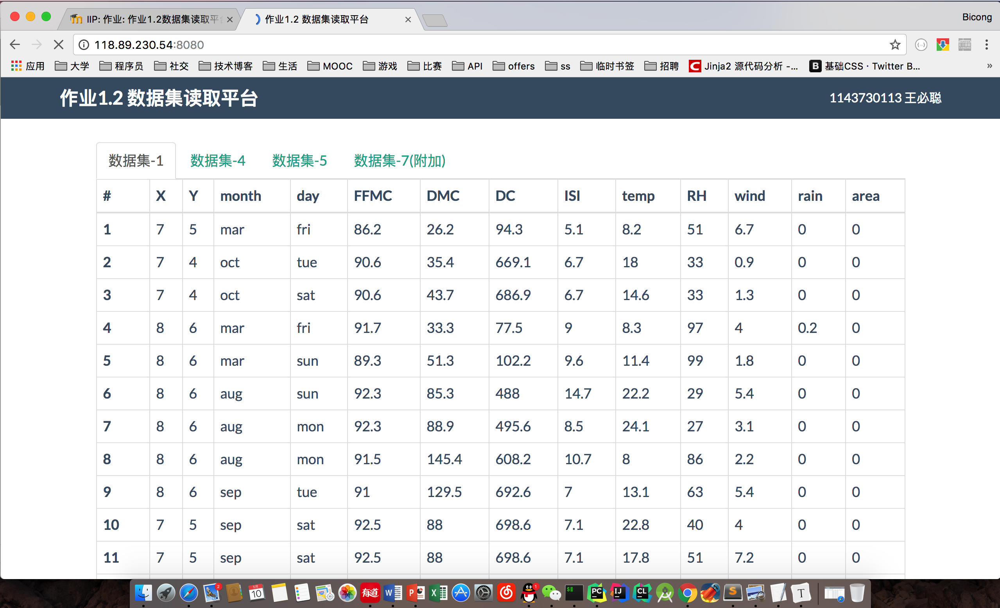 IIP: 作业: 作业1.2数据集读取平
作业1.2 数据集读取平台
Bicong
118.89.230.54:8080
应用 大学 程序员 社交 技术博客 生活 MOOC 游戏 比赛 API offers ss 临时书签 招聘 Jinja2 源代码分析 -... B 基础CSS · Twitter B... »
作业1.2 数据集读取平台
1143730113 王必聪
数据集-1 数据集-4 数据集-5 数据集-7(附加)
# X Y month day FFMC DMC DC ISI temp RH wind rain area
1 7 5 mar fri 86.2 26.2 94.3 5.1 8.2 51 6.7 0 0
2 7 4 oct tue 90.6 35.4 669.1 6.7 18 33 0.9 0 0
3 7 4 oct sat 90.6 43.7 686.9 6.7 14.6 33 1.3 0 0
4 8 6 mar fri 91.7 33.3 77.5 9 8.3 97 4 0.2 0
5 8 6 mar sun 89.3 51.3 102.2 9.6 11.4 99 1.8 0 0
6 8 6 aug sun 92.3 85.3 488 14.7 22.2 29 5.4 0 0
7 8 6 aug mon 92.3 88.9 495.6 8.5 24.1 27 3.1 0 0
8 8 6 aug mon 91.5 145.4 608.2 10.7 8 86 2.2 0 0
9 8 6 sep tue 91 129.5 692.6 7 13.1 63 5.4 0 0
10 7 5 sep sat 92.5 88 698.6 7.1 22.8 40 4 0 0
11 7 5 sep sat 92.5 88 698.6 7.1 17.8 51 7.2 0 0
2 5月 10 有道 W P X 1 $ PC IJ CL S T